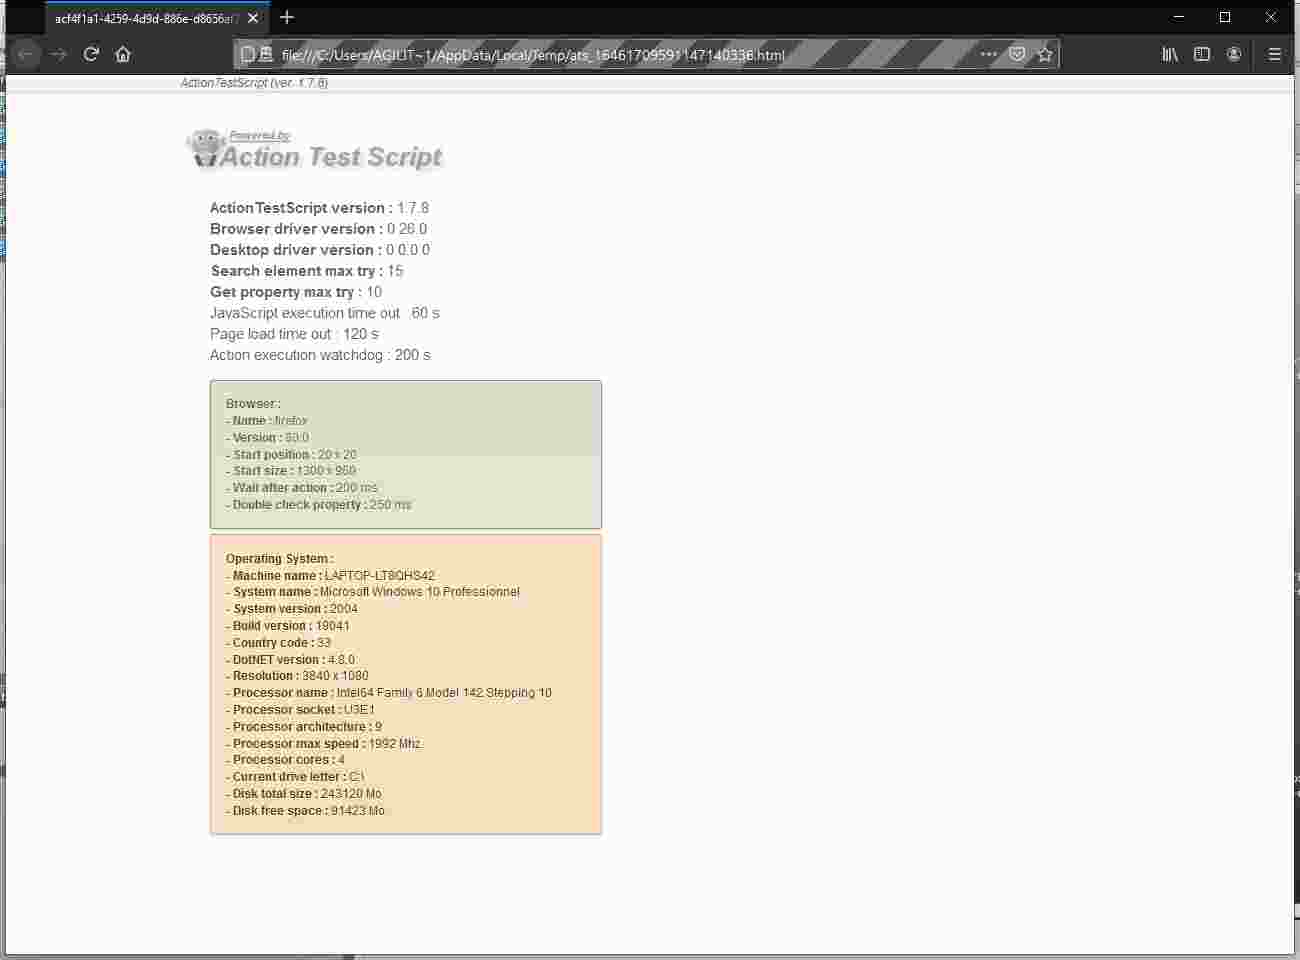 acf4f1a1-4259-4d9d-886e-d8656af7
file:///C:/Users/AGILIT~1/AppData/Local/Temp/ats_16461709591147140336.html
ActionTestScript (ver. 1.7.8)
Powered by
Action Test Script
ActionTestScript version : 1.7.8
Browser driver version : 0.26.0
Desktop driver version : 0.0.0.0
Search element max try : 15
Get property max try : 10
JavaScript execution time out : 60 s
Page load time out : 120 s
Action execution watchdog : 200 s
Browser :
- Name : firefox
- Version : 80.0
- Start position : 20 x 20
- Start size : 1300 x 960
- Wait after action : 200 ms
- Double check property : 250 ms
Operating System :
- Machine name : LAPTOP-LT8QHS42
- System name : Microsoft Windows 10 Professionnel
- System version : 2004
- Build version : 19041
- Country code : 33
- DotNET version : 4.8.0
- Resolution : 3840 x 1080
- Processor name : Intel64 Family 6 Model 142 Stepping 10
- Processor socket : U3E1
- Processor architecture : 9
- Processor max speed : 1992 Mhz
- Processor cores : 4
- Current drive letter : C:\
- Disk total size : 243120 Mo
- Disk free space : 91423 Mo